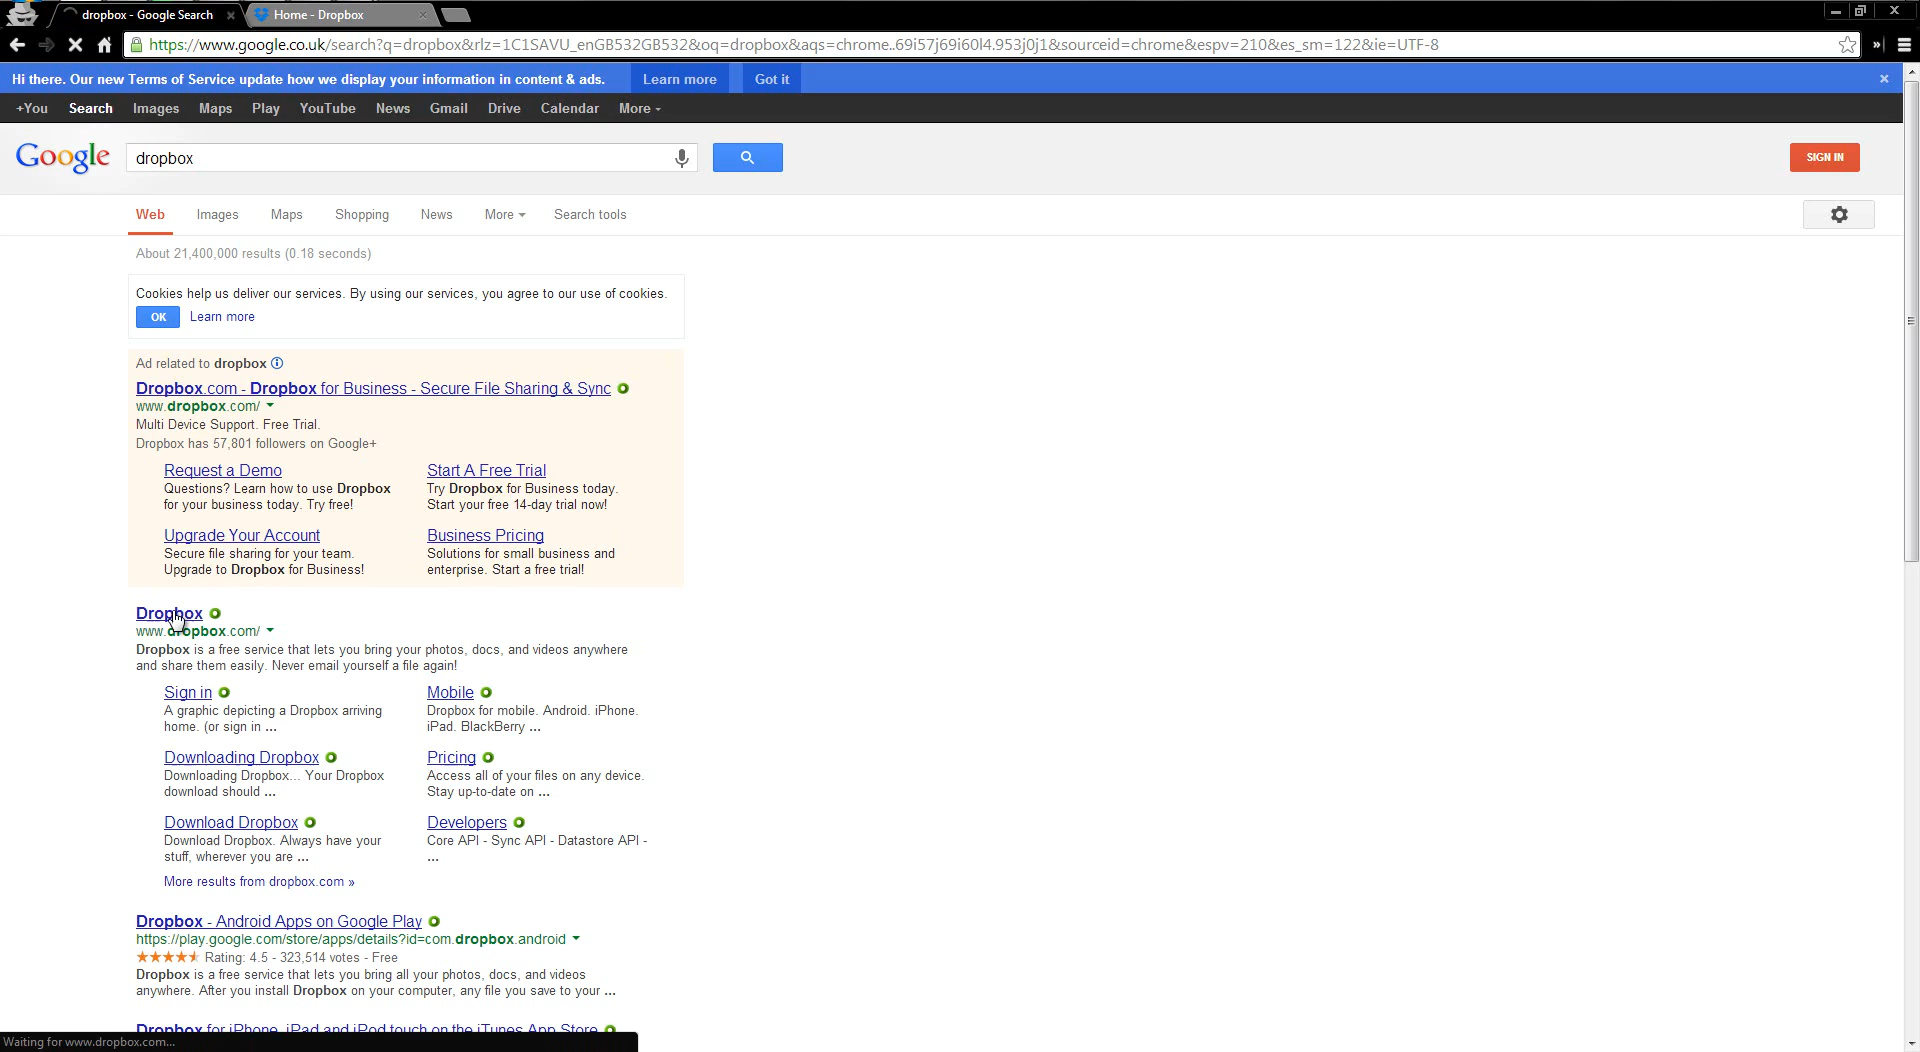 dropbox - Google Search
Home - Dropbox
https://www.google.co.uk/search?q=dropbox&rlz=1C1SAVU_enGB532GB532&oq=dropbox&aqs=chrome..69i57j69i60l4.953j0j1&sourceid=chrome&espv=210&es_sm=122&ie=UTF-8
Hi there. Our new Terms of Service update how we display your information in content & ads. Learn more Got it
+You Search Images Maps Play YouTube News Gmail Drive Calendar More
Google dropbox SIGN IN
Web Images Maps Shopping News More Search tools
About 21,400,000 results (0.18 seconds)
Cookies help us deliver our services. By using our services, you agree to our use of cookies.
OK Learn more
Ad related to dropbox
Dropbox.com - Dropbox for Business - Secure File Sharing & Sync
www.dropbox.com/
Multi Device Support. Free Trial.
Dropbox has 57,801 followers on Google+
Request a Demo
Questions? Learn how to use Dropbox
for your business today. Try free!
Start A Free Trial
Try Dropbox for Business today.
Start your free 14-day trial now!
Upgrade Your Account
Secure file sharing for your team.
Upgrade to Dropbox for Business!
Business Pricing
Solutions for small business and
enterprise. Start a free trial!
Dropbox
www.dropbox.com/
Dropbox is a free service that lets you bring your photos, docs, and videos anywhere
and share them easily. Never email yourself a file again!
Sign in
A graphic depicting a Dropbox arriving
home. (or sign in ...
Mobile
Dropbox for mobile. Android. iPhone.
iPad. BlackBerry ...
Downloading Dropbox
Downloading Dropbox... Your Dropbox
download should ...
Pricing
Access all of your files on any device.
Stay up-to-date on ...
Download Dropbox
Download Dropbox. Always have your
stuff, wherever you are ...
Developers
Core API - Sync API - Datastore API -
...
More results from dropbox.com »
Dropbox - Android Apps on Google Play
https://play.google.com/store/apps/details?id=com.dropbox.android
Rating: 4.5 - 323,514 votes - Free
Dropbox is a free service that lets you bring all your photos, docs, and videos
anywhere. After you install Dropbox on your computer, any file you save to your ...
Dropbox for iPhone, iPad and iPod touch on the iTunes App Store
Waiting for www.dropbox.com...